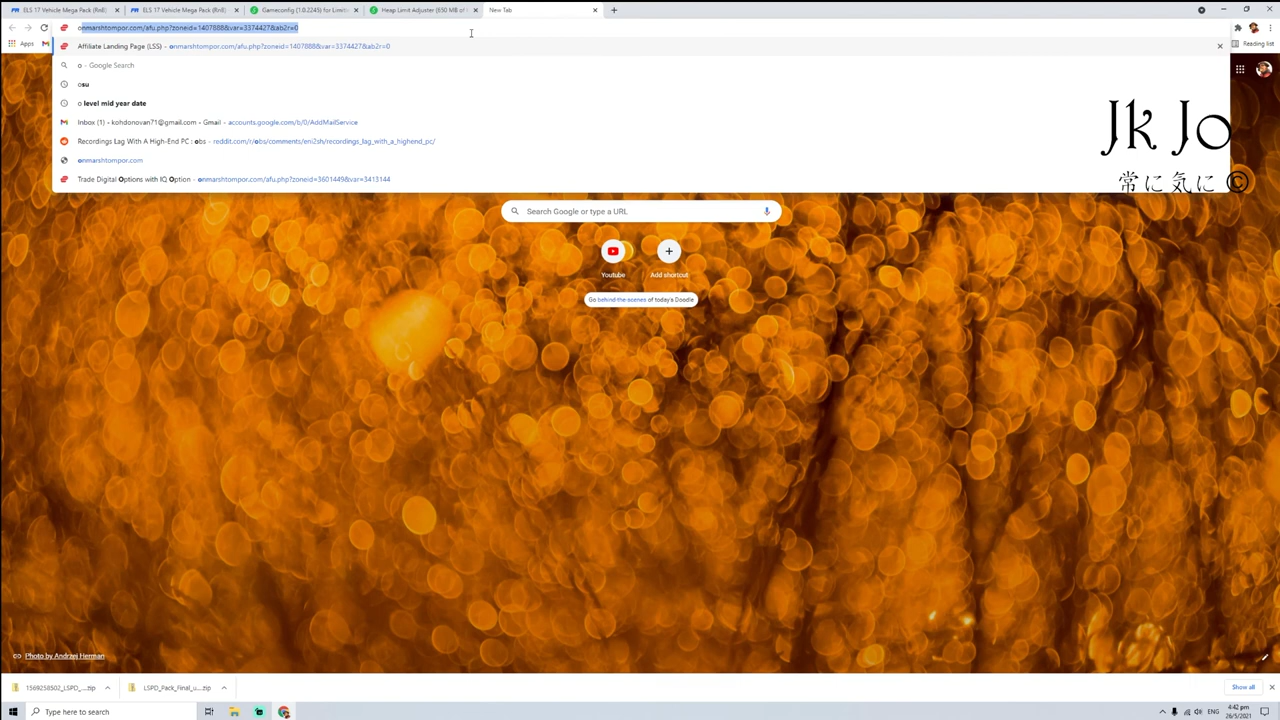 ELS 17 Vehicle Mega Pack (RnB)
ELS 17 Vehicle Mega Pack (RnB)
Gameconfig (1.0.2245) for Limitle
Heap Limit Adjuster (650 MB of h
New Tab
onmarshtompor.com/afu.php?zoneid=1407888&var=3374427&ab2r=0
Apps
Reading list
Affiliate Landing Page (LSS) - onmarshtompor.com/afu.php?zoneid=1407888&var=3374427&ab2r=0
o - Google Search
osu
o level mid year date
Inbox (1) - kohdonovan71@gmail.com - Gmail - accounts.google.com/b/0/AddMailService
Recordings Lag With A High-End PC : obs - reddit.com/r/obs/comments/eni2sh/recordings_lag_with_a_highend_pc/
onmarshtompor.com
Trade Digital Options with IQ Option - onmarshtompor.com/afu.php?zoneid=3601449&var=3413144
Jk Jo
常に気に ©
Search Google or type a URL
Youtube
Add shortcut
Go behind-the-scenes of today's Doodle
Photo by Andrzej Herman
1569258502_LSPD_....zip
LSPD_Pack_Final_u....zip
Show all
Type here to search
ENG
4:42 pm
26/5/2021